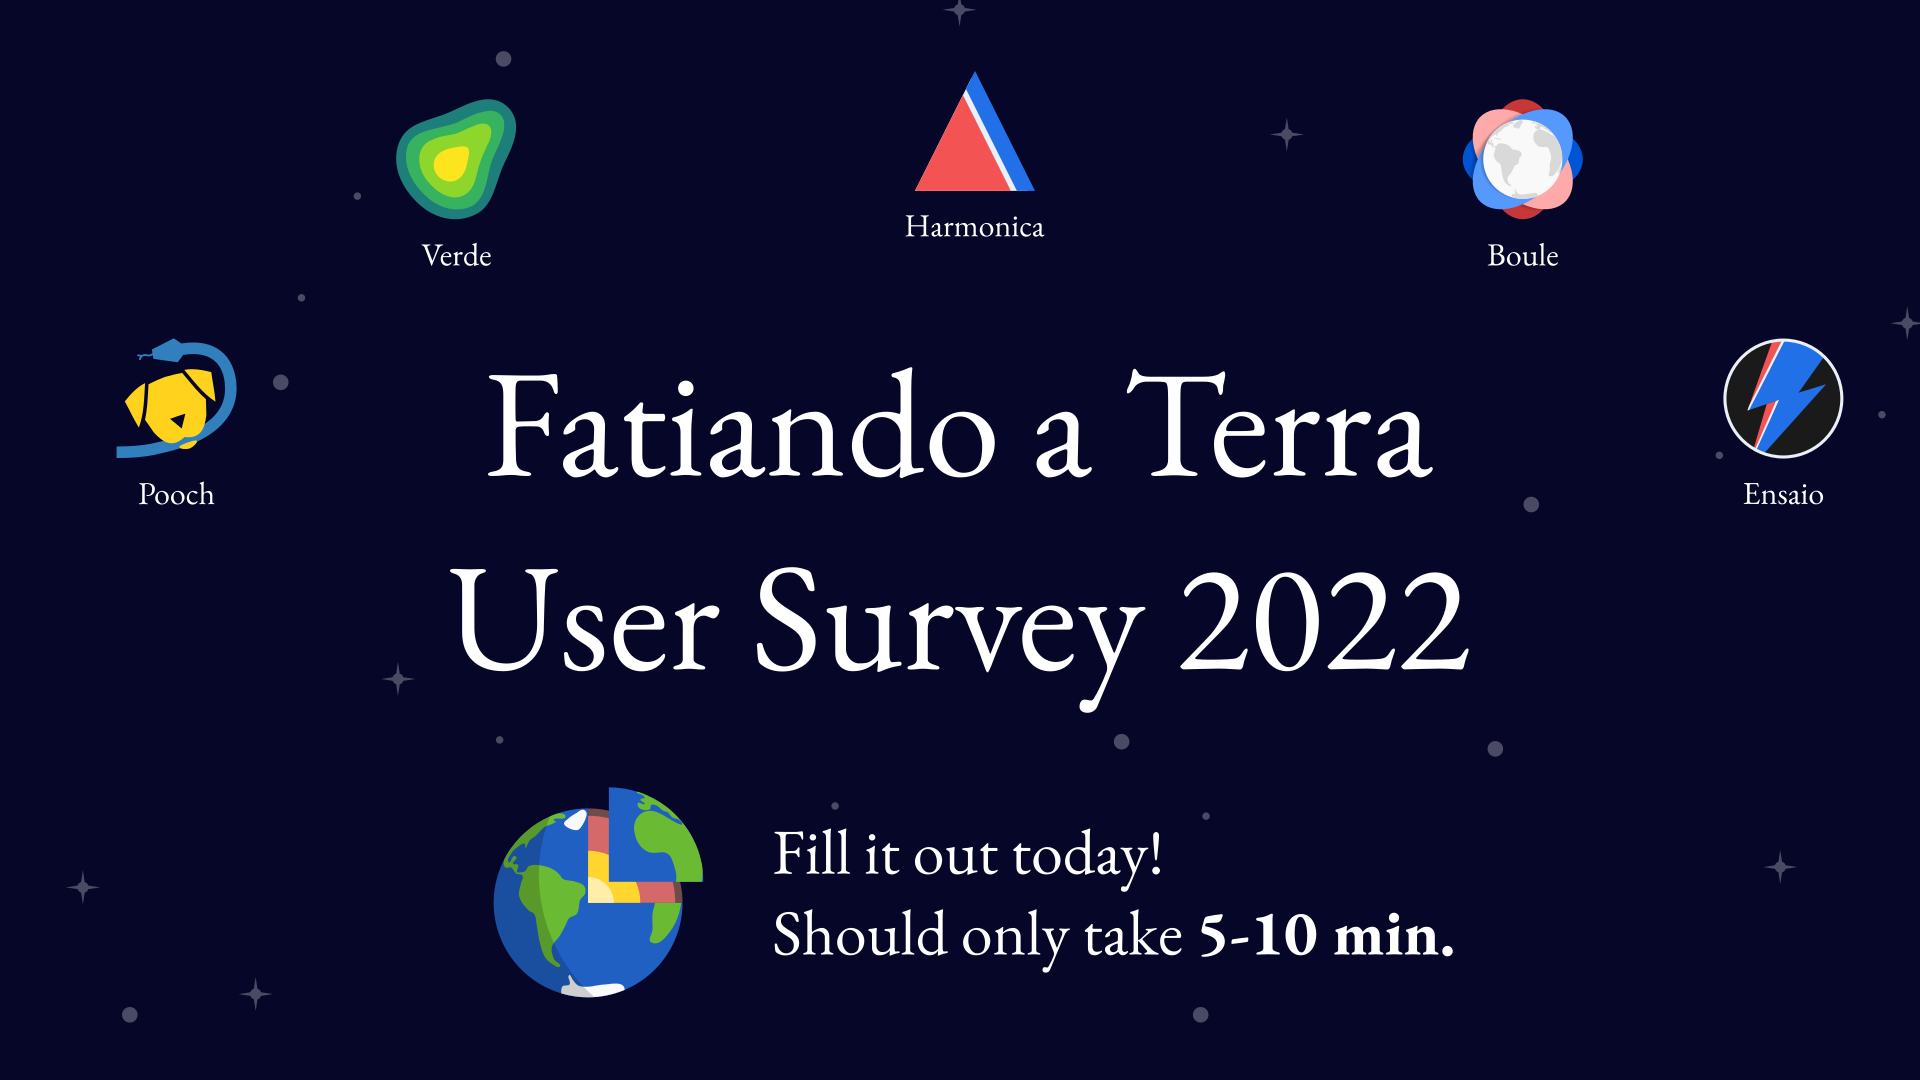 Harmonica
Verde
Boule
Pooch
Ensaio
Fatiando a Terra
User Survey 2022
Fill it out today!
Should only take 5-10 min.